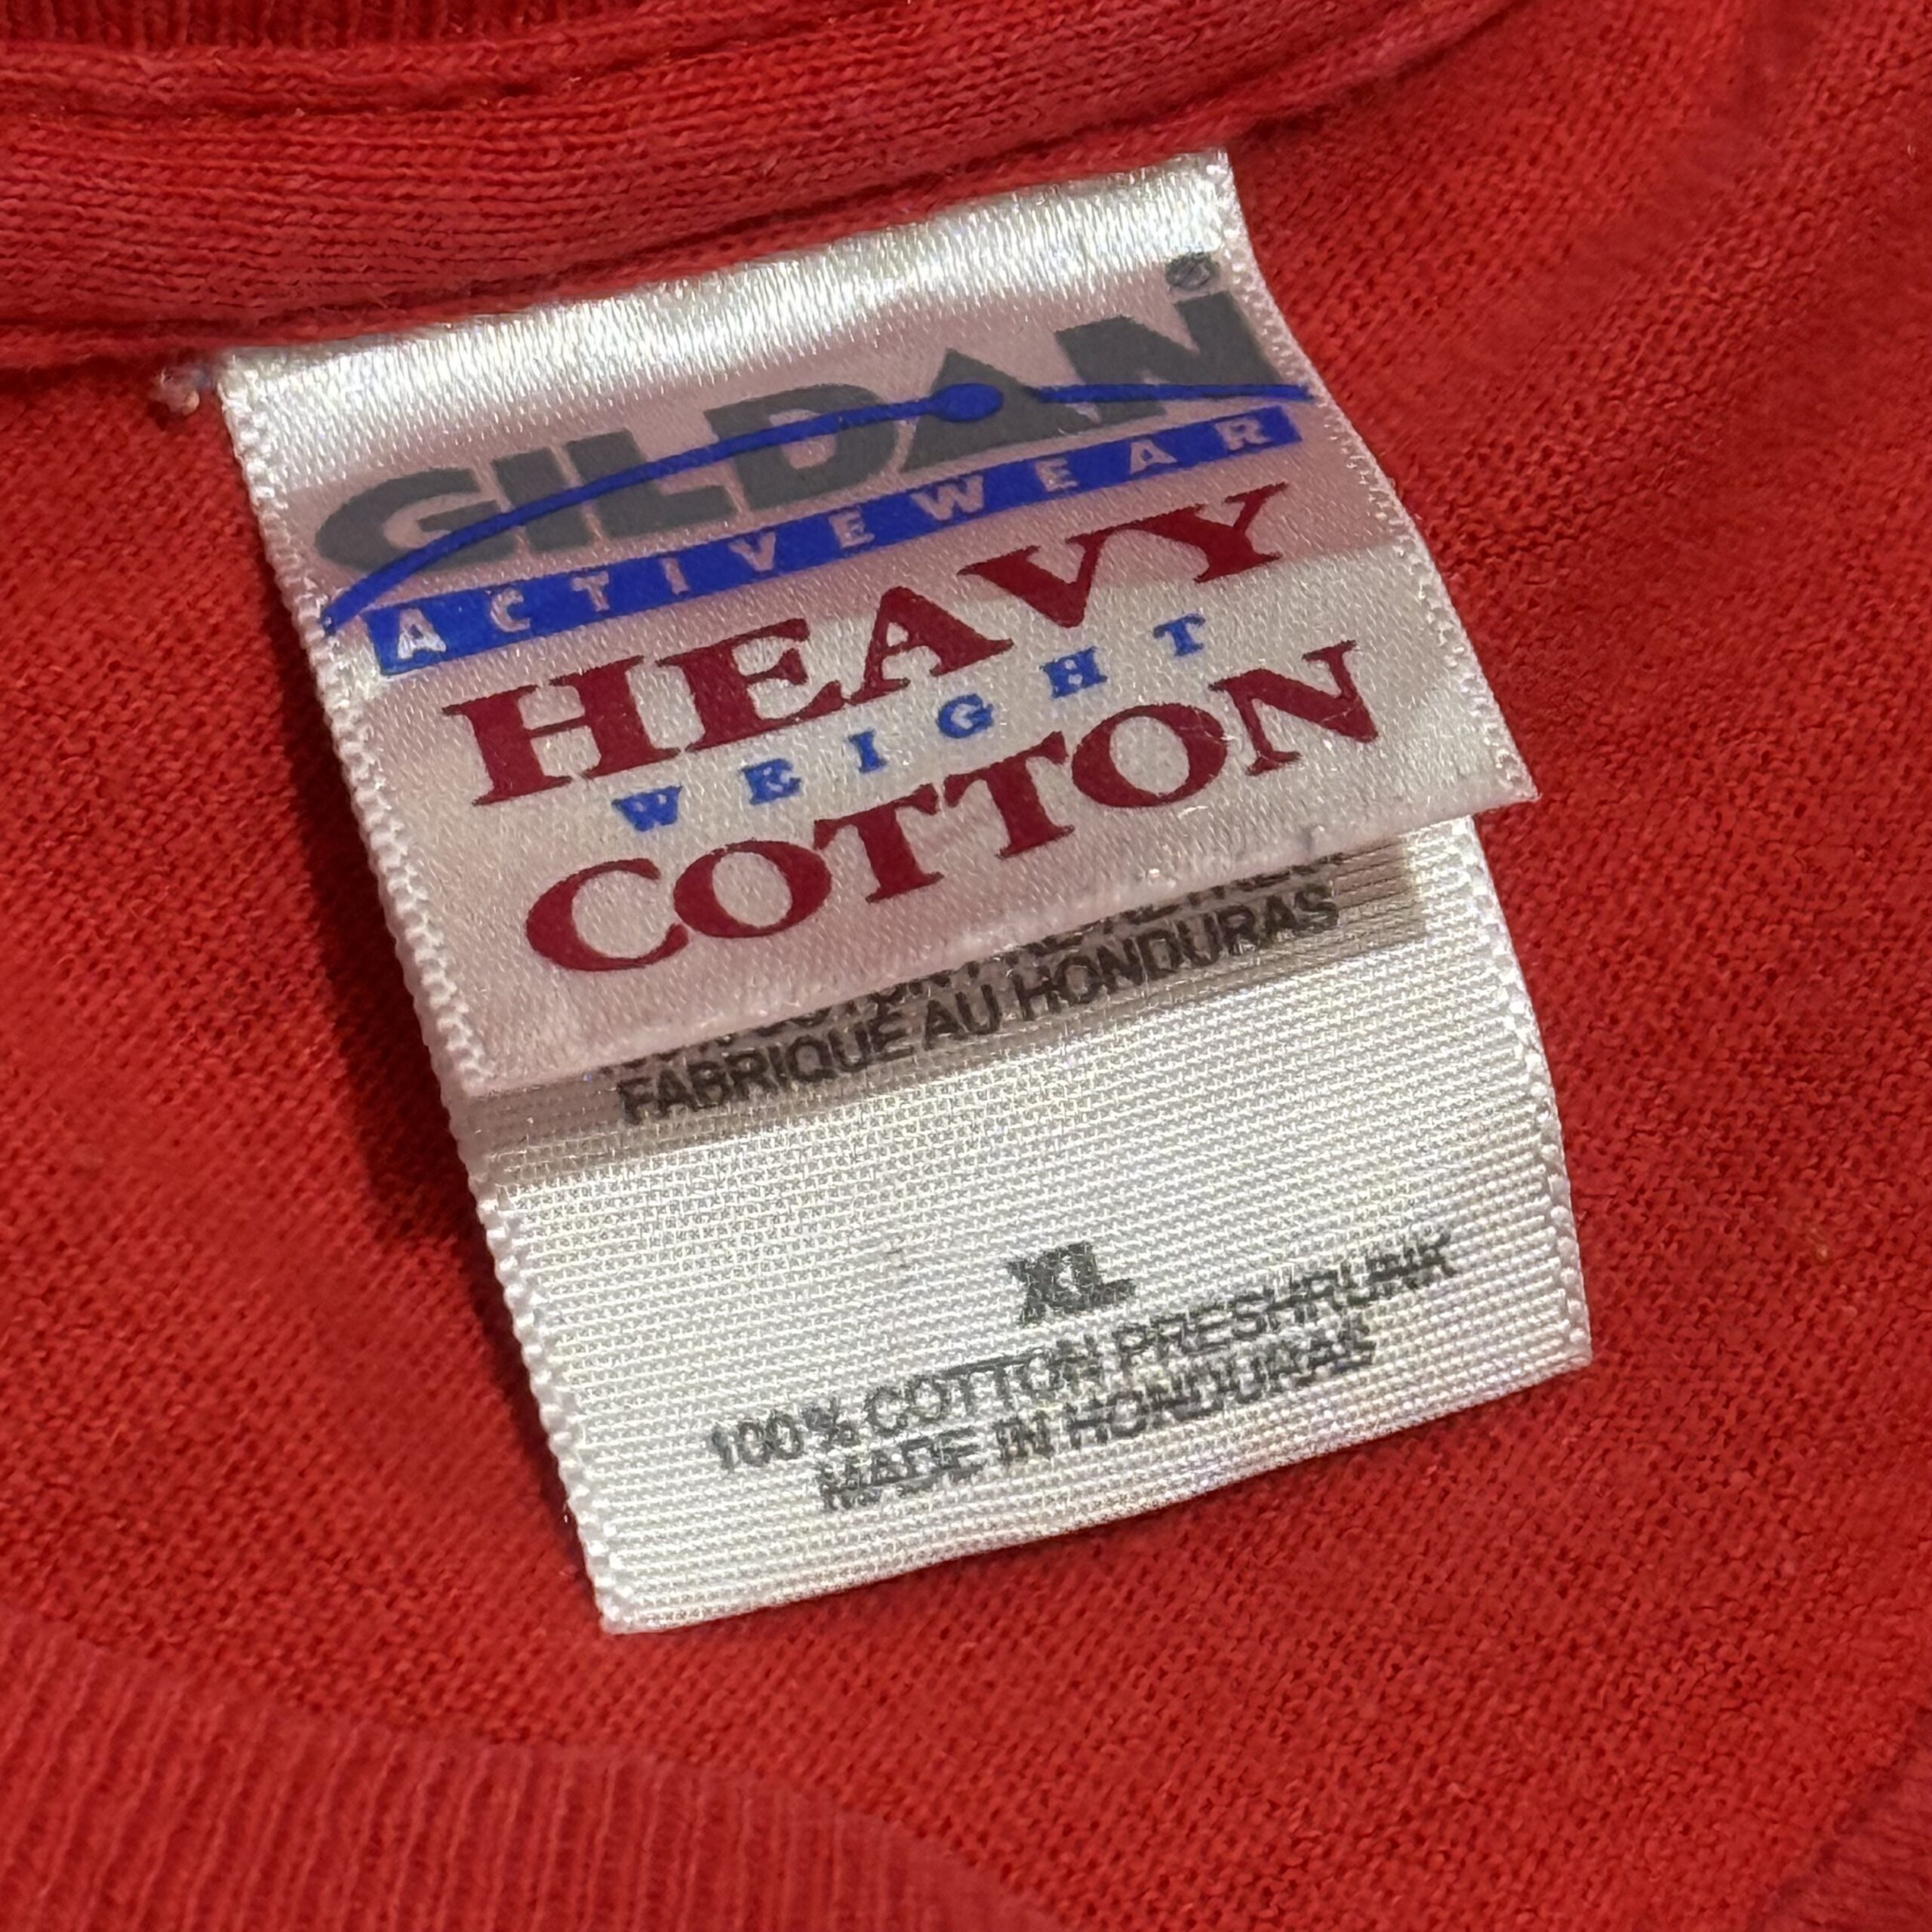 GILDAN®
ACTIVEWEAR
HEAVY
WEIGHT
COTTON
FABRIQUÉ AU HONDURAS
XL
100% COTTON PRESHRUNK
MADE IN HONDURAS